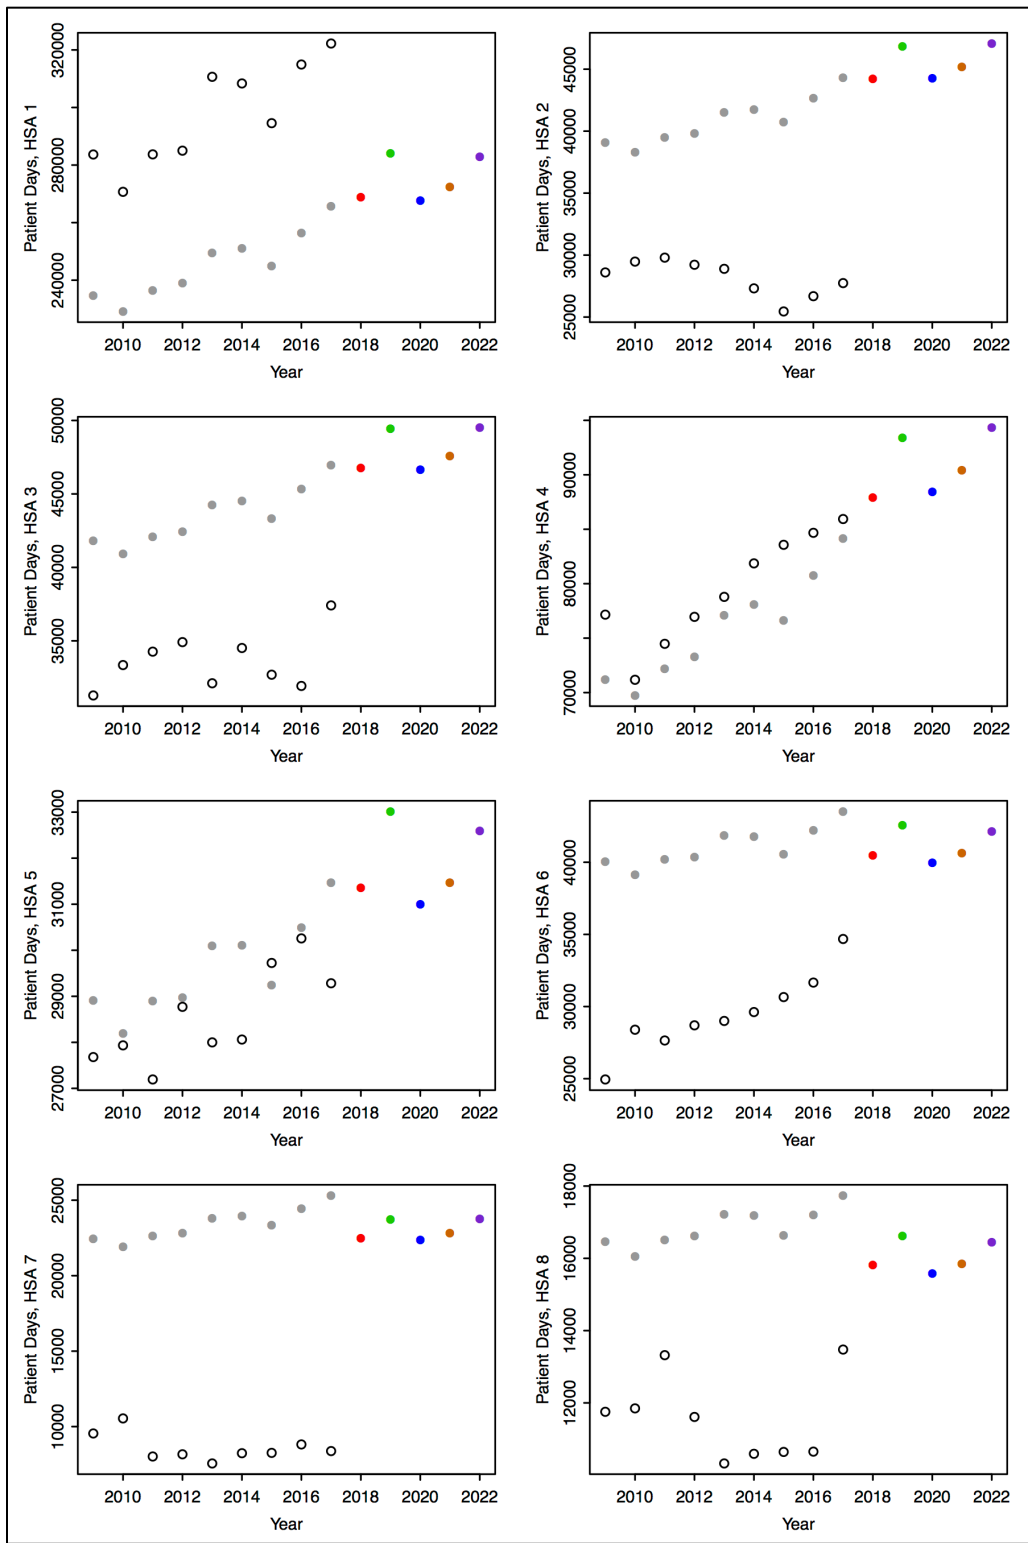 Patient Days, HSA 1
320000
280000
240000
2010 2012 2014 2016 2018 2020 2022
Year
Patient Days, HSA 2
45000
40000
35000
30000
25000
2010 2012 2014 2016 2018 2020 2022
Year
Patient Days, HSA 3
50000
45000
40000
35000
2010 2012 2014 2016 2018 2020 2022
Year
Patient Days, HSA 4
90000
80000
70000
2010 2012 2014 2016 2018 2020 2022
Year
Patient Days, HSA 5
33000
31000
29000
27000
2010 2012 2014 2016 2018 2020 2022
Year
Patient Days, HSA 6
40000
35000
30000
25000
2010 2012 2014 2016 2018 2020 2022
Year
Patient Days, HSA 7
25000
20000
15000
10000
2010 2012 2014 2016 2018 2020 2022
Year
Patient Days, HSA 8
18000
16000
14000
12000
2010 2012 2014 2016 2018 2020 2022
Year